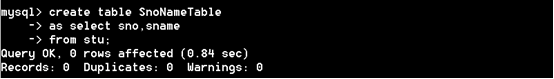 mysql> create table SnoNameTable
    -> as select sno,sname
    -> from stu;
Query OK, 0 rows affected (0.84 sec)
Records: 0  Duplicates: 0  Warnings: 0